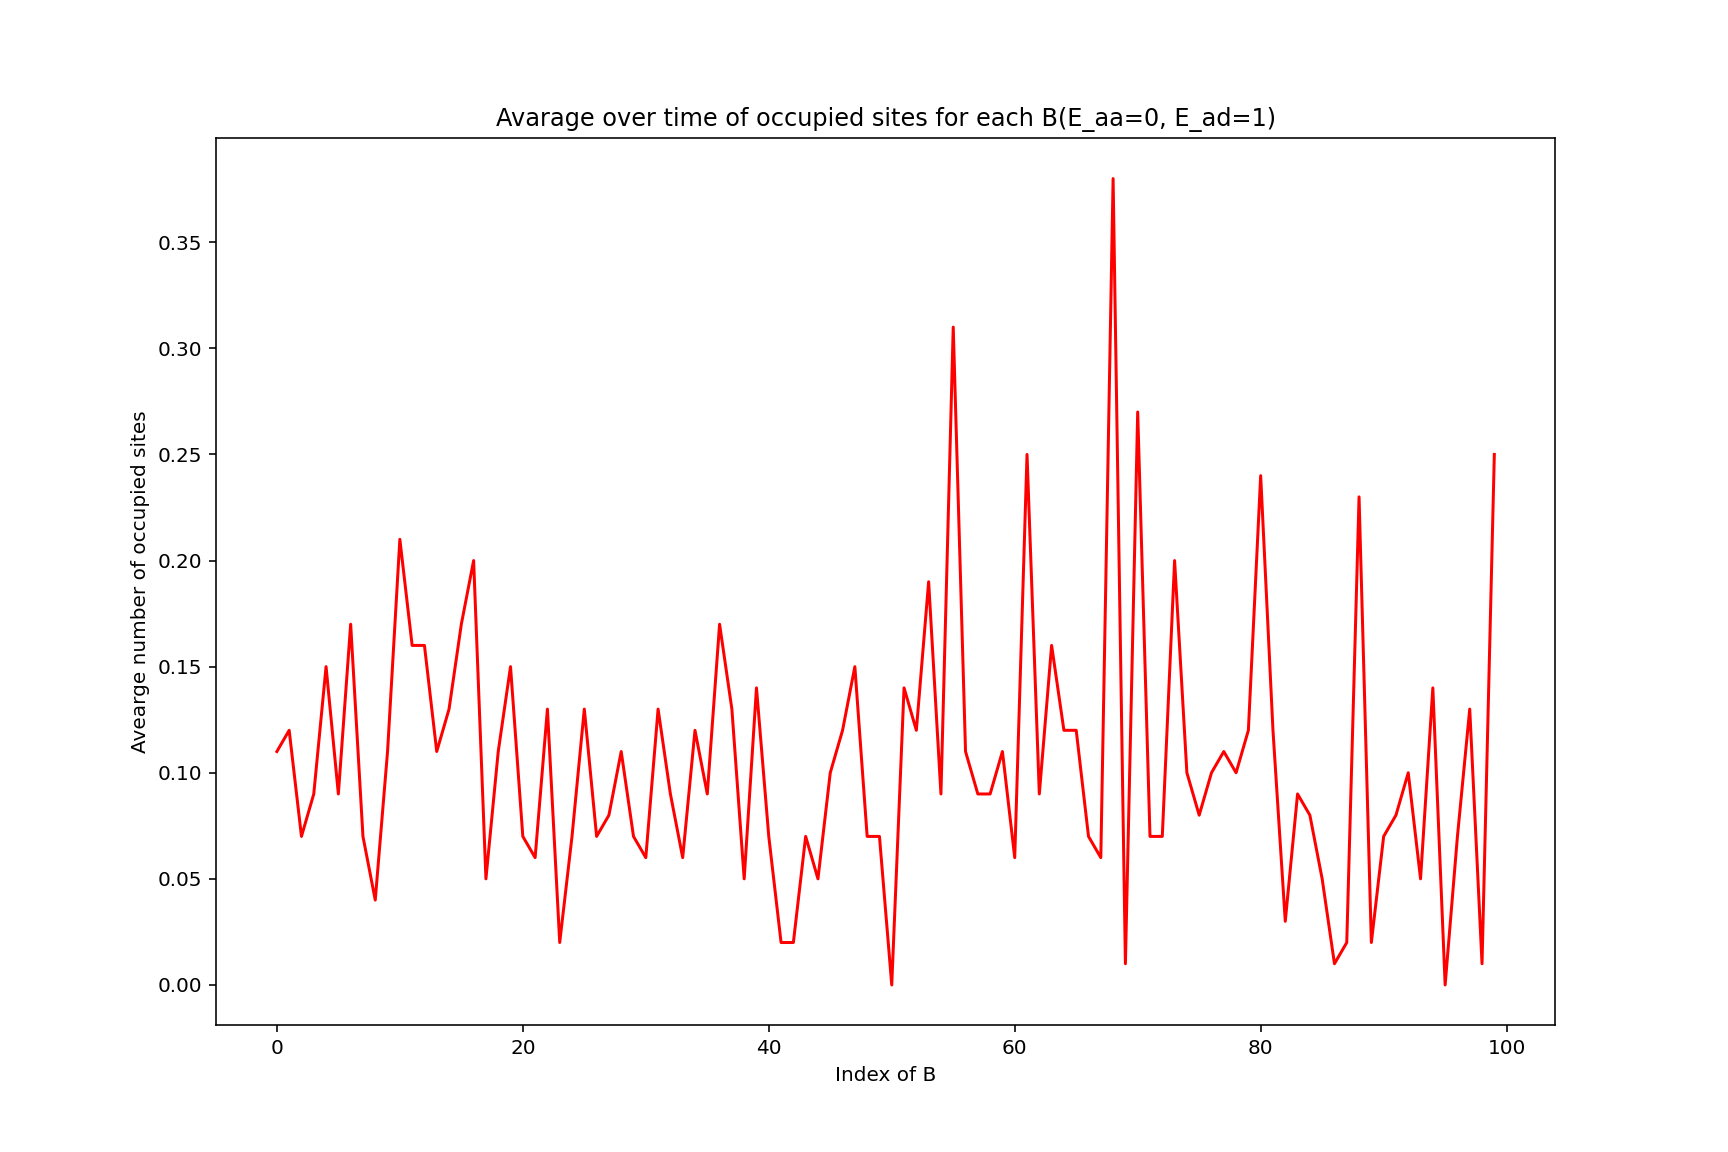 Avarage over time of occupied sites for each B(E_aa=0, E_ad=1)
Avearge number of occupied sites
0.35
0.30
0.25
0.20
0.15
0.10
0.05
0.00
0 20 40 60 80 100
Index of B